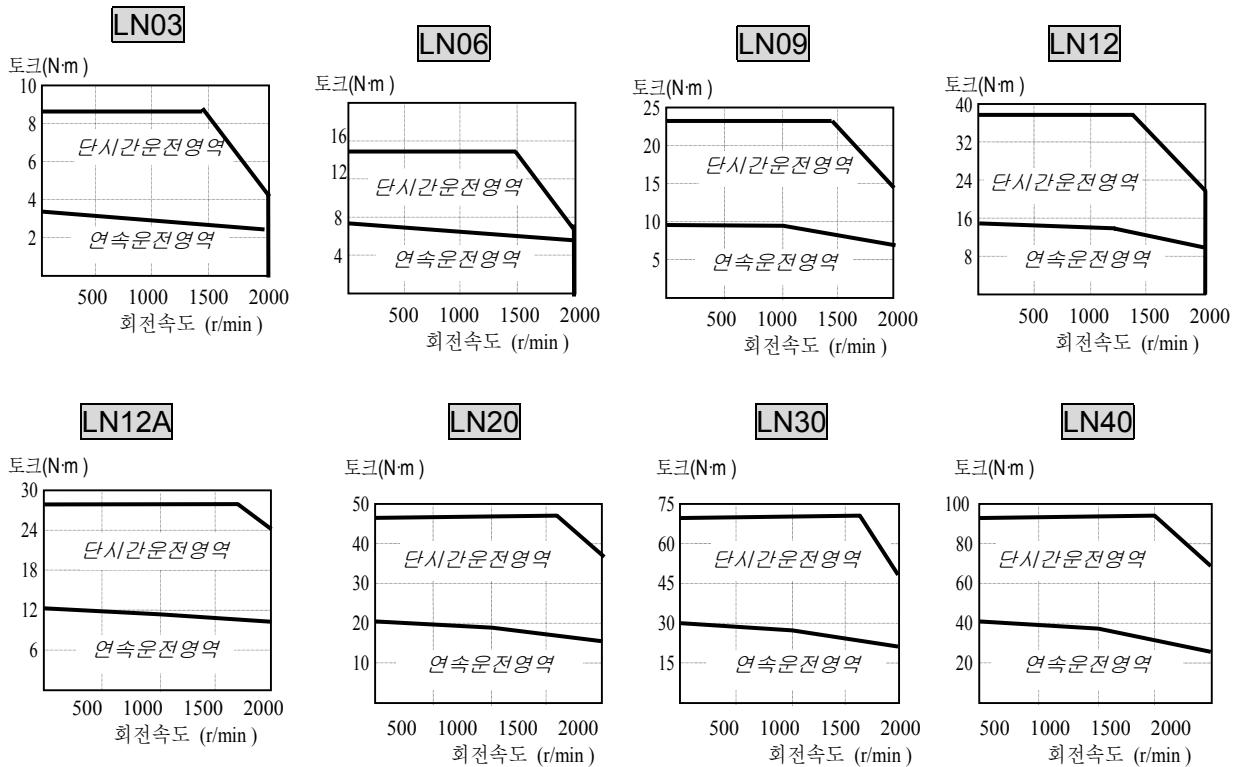 LN03
토크(N·m )
10
8
6
4
2
단시간운전영역
연속운전영역
500 1000 1500 2000
회전속도 (r/min )
LN06
토크(N·m )
16
12
8
4
단시간운전영역
연속운전영역
500 1000 1500 2000
회전속도 (r/min )
LN09
토크(N·m )
25
20
15
10
5
단시간운전영역
연속운전영역
500 1000 1500 2000
회전속도 (r/min )
LN12
토크(N·m )
40
32
24
16
8
단시간운전영역
연속운전영역
500 1000 1500 2000
회전속도 (r/min )
LN12A
토크(N·m )
30
24
18
12
6
단시간운전영역
연속운전영역
500 1000 1500 2000
회전속도 (r/min )
LN20
토크(N·m )
50
40
30
20
10
단시간운전영역
연속운전영역
500 1000 1500 2000
회전속도 (r/min )
LN30
토크(N·m )
75
60
45
30
15
단시간운전영역
연속운전영역
500 1000 1500 2000
회전속도 (r/min )
LN40
토크(N·m )
100
80
60
40
20
단시간운전영역
연속운전영역
500 1000 1500 2000
회전속도 (r/min )